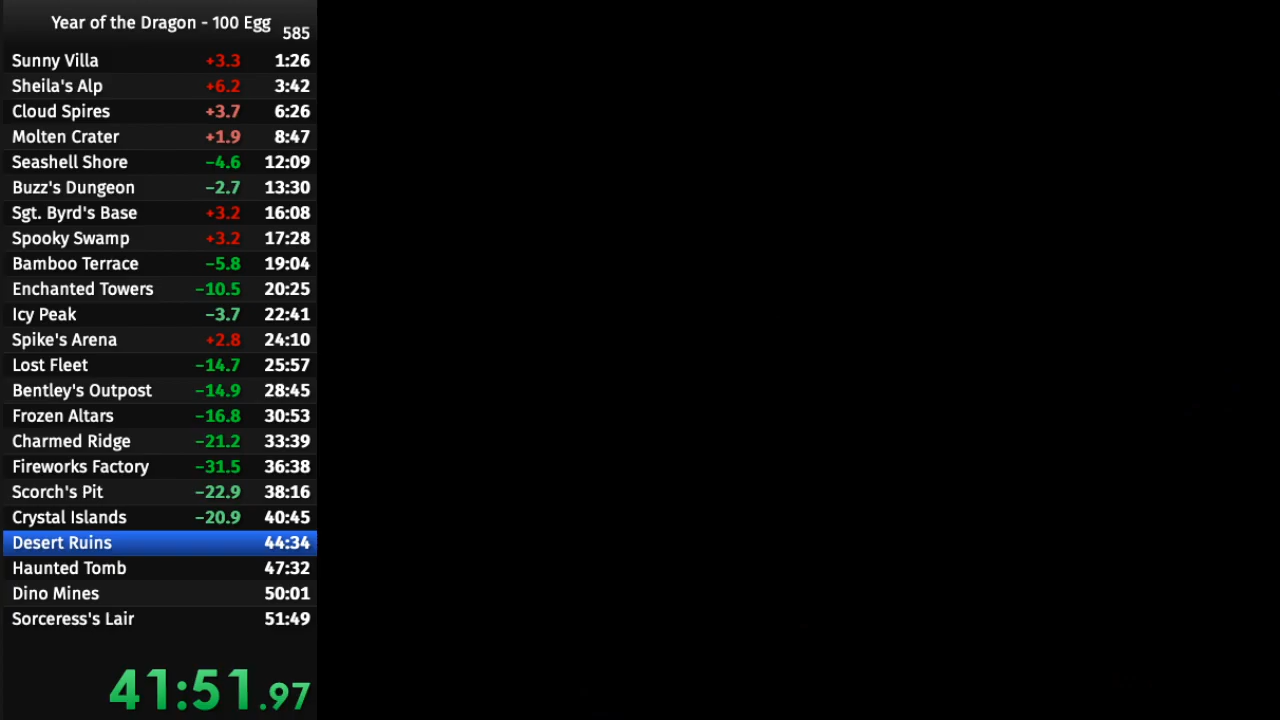 Year of the Dragon - 100 Egg
585
Sunny Villa +3.3 1:26
Sheila's Alp +6.2 3:42
Cloud Spires +3.7 6:26
Molten Crater +1.9 8:47
Seashell Shore −4.6 12:09
Buzz's Dungeon −2.7 13:30
Sgt. Byrd's Base +3.2 16:08
Spooky Swamp +3.2 17:28
Bamboo Terrace −5.8 19:04
Enchanted Towers −10.5 20:25
Icy Peak −3.7 22:41
Spike's Arena +2.8 24:10
Lost Fleet −14.7 25:57
Bentley's Outpost −14.9 28:45
Frozen Altars −16.8 30:53
Charmed Ridge −21.2 33:39
Fireworks Factory −31.5 36:38
Scorch's Pit −22.9 38:16
Crystal Islands −20.9 40:45
Desert Ruins 44:34
Haunted Tomb 47:32
Dino Mines 50:01
Sorceress's Lair 51:49
41:51.97